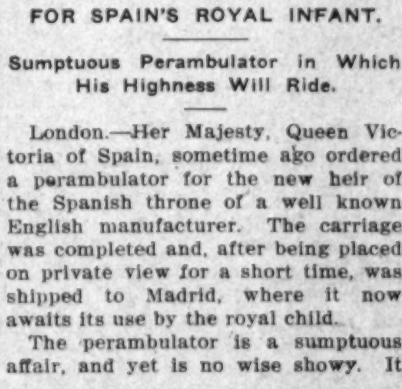 FOR SPAIN'S ROYAL INFANT.
Sumptuous Perambulator in Which
His Highness Will Ride.
London.—Her Majesty, Queen Vic-
toria of Spain, sometime ago ordered
a perambulator for the new heir of
the Spanish throne of a well known
English manufacturer. The carriage
was completed and, after being placed
on private view for a short time, was
shipped to Madrid, where it now
awaits its use by the royal child.
The perambulator is a sumptuous
affair, and yet is no wise showy. It